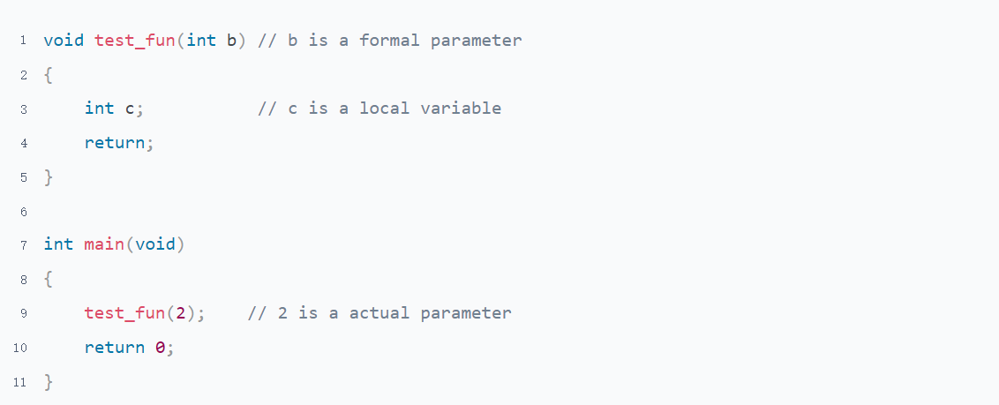 1 void test_fun(int b) // b is a formal parameter
2 {
3     int c;           // c is a local variable
4     return;
5 }
6
7 int main(void)
8 {
9     test_fun(2);    // 2 is a actual parameter
10     return 0;
11 }